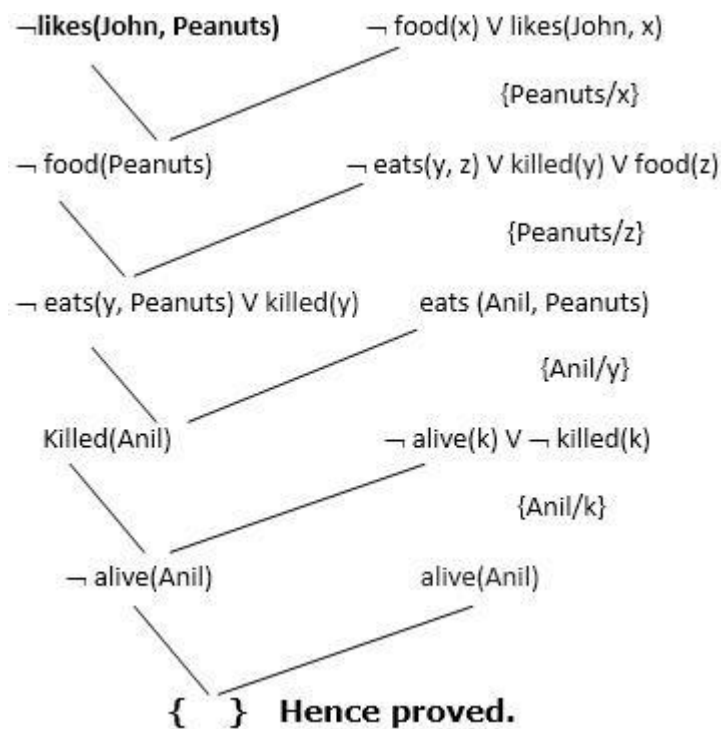 ¬likes(John, Peanuts) ¬ food(x) V likes(John, x)
{Peanuts/x}
¬ food(Peanuts) ¬ eats(y, z) V killed(y) V food(z)
{Peanuts/z}
¬ eats(y, Peanuts) V killed(y) eats (Anil, Peanuts)
{Anil/y}
Killed(Anil) ¬ alive(k) V ¬ killed(k)
{Anil/k}
¬ alive(Anil) alive(Anil)
{ } Hence proved.